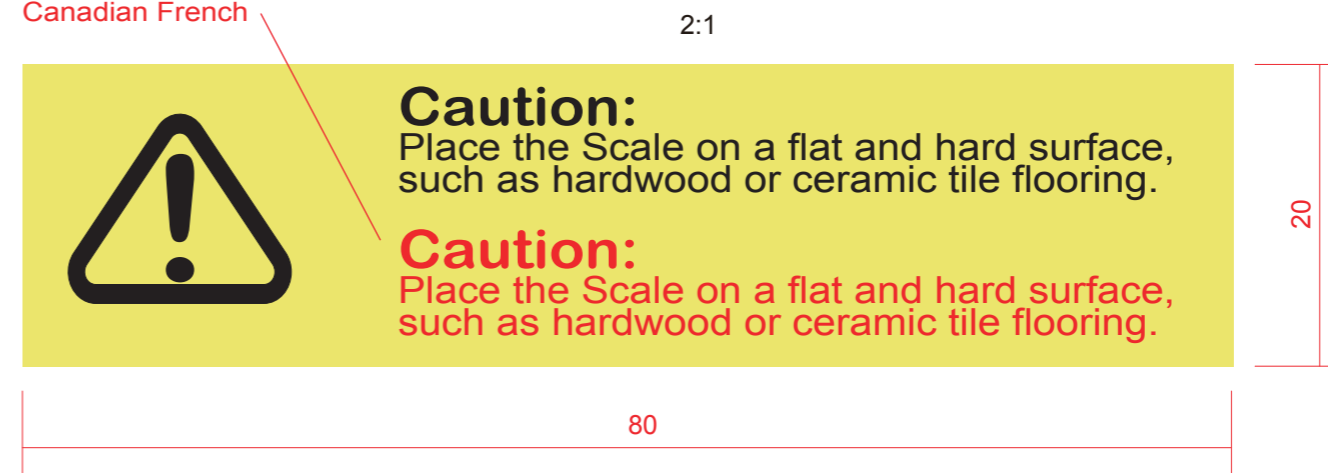 Canadian French
2:1
Caution:
Place the Scale on a flat and hard surface,
such as hardwood or ceramic tile flooring.
Caution:
Place the Scale on a flat and hard surface,
such as hardwood or ceramic tile flooring.
20
80